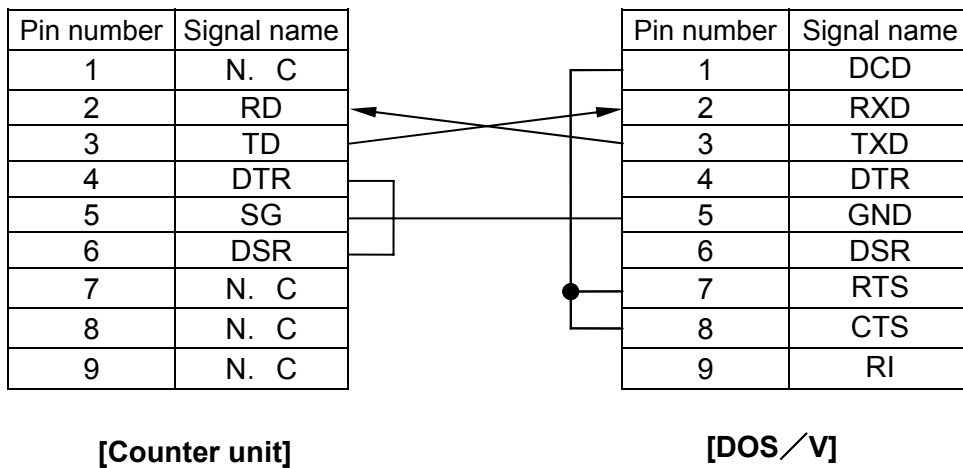 Pin number Signal name
1 N. C
2 RD
3 TD
4 DTR
5 SG
6 DSR
7 N. C
8 N. C
9 N. C
[Counter unit]
Pin number Signal name
1 DCD
2 RXD
3 TXD
4 DTR
5 GND
6 DSR
7 RTS
8 CTS
9 RI
[DOS／V]